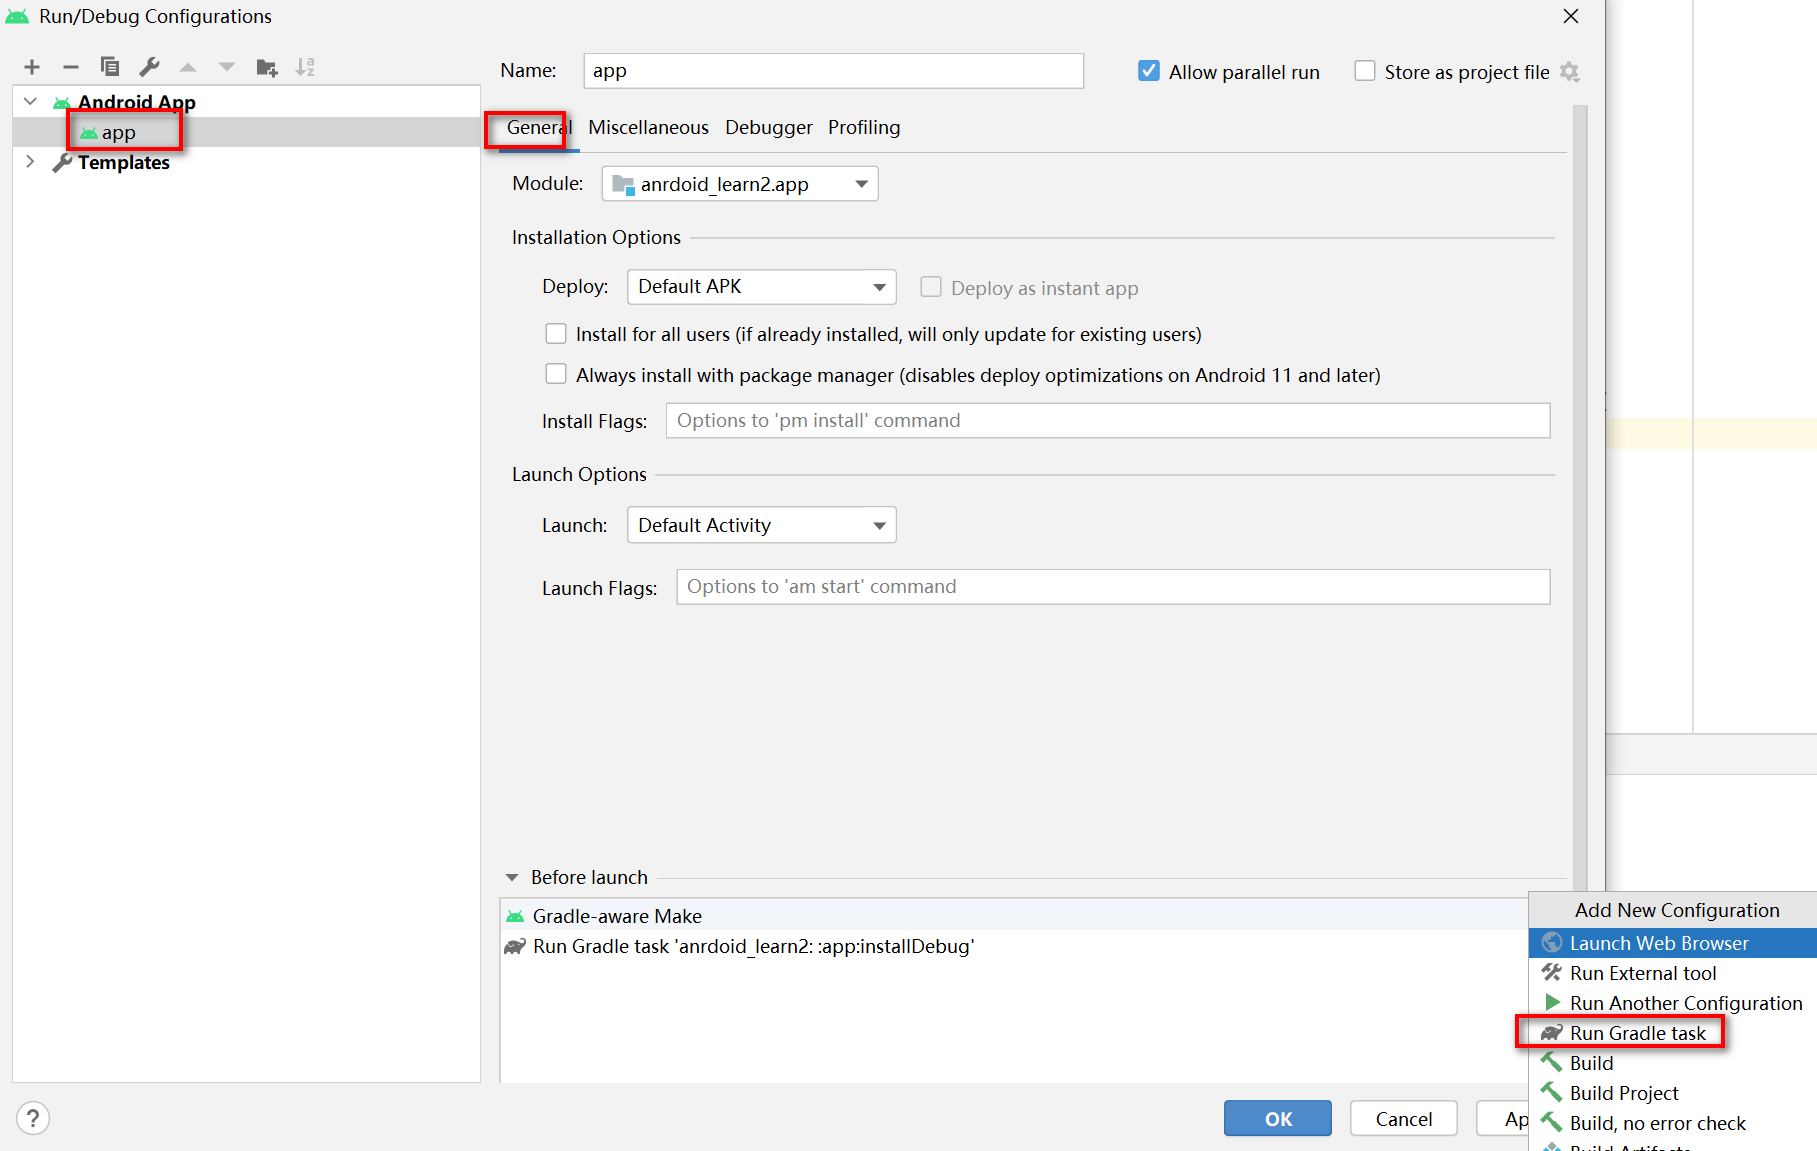 Run/Debug Configurations
Name: app
Allow parallel run
Store as project file
Android App
app
Templates
General Miscellaneous Debugger Profiling
Module: anrdoid_learn2.app
Installation Options
Deploy: Default APK
Deploy as instant app
Install for all users (if already installed, will only update for existing users)
Always install with package manager (disables deploy optimizations on Android 11 and later)
Install Flags: Options to 'pm install' command
Launch Options
Launch: Default Activity
Launch Flags: Options to 'am start' command
Before launch
Gradle-aware Make
Run Gradle task 'anrdoid_learn2: :app:installDebug'
Add New Configuration
Launch Web Browser
Run External tool
Run Another Configuration
Run Gradle task
Build
Build Project
Build, no error check
Build Artifacts
?
OK
Cancel
Ap